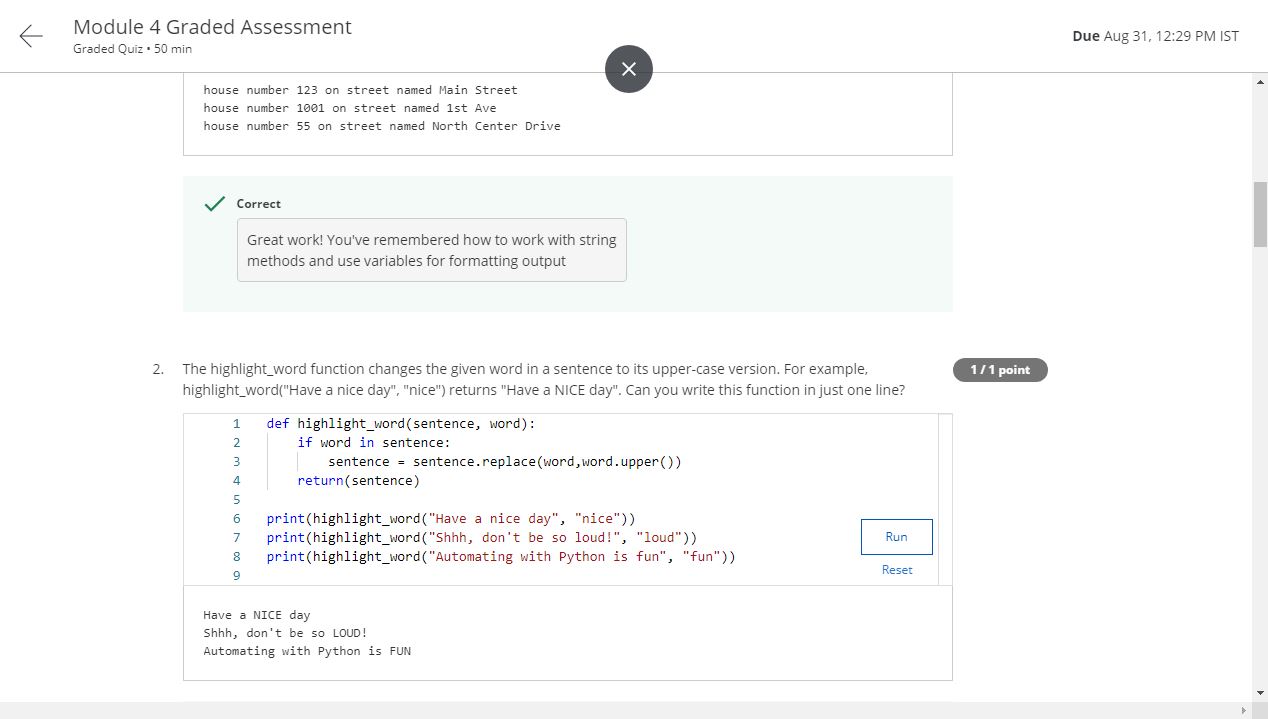 Module 4 Graded Assessment
Graded Quiz • 50 min
Due Aug 31, 12:29 PM IST
house number 123 on street named Main Street
house number 1001 on street named 1st Ave
house number 55 on street named North Center Drive
Correct
Great work! You've remembered how to work with string
methods and use variables for formatting output
2. The highlight_word function changes the given word in a sentence to its upper-case version. For example,
highlight_word("Have a nice day", "nice") returns "Have a NICE day". Can you write this function in just one line?
1 / 1 point
1 def highlight_word(sentence, word):
2     if word in sentence:
3         sentence = sentence.replace(word,word.upper())
4     return(sentence)
5
6 print(highlight_word("Have a nice day", "nice"))
7 print(highlight_word("Shhh, don't be so loud!", "loud"))
8 print(highlight_word("Automating with Python is fun", "fun"))
9
Run
Reset
Have a NICE day
Shhh, don't be so LOUD!
Automating with Python is FUN